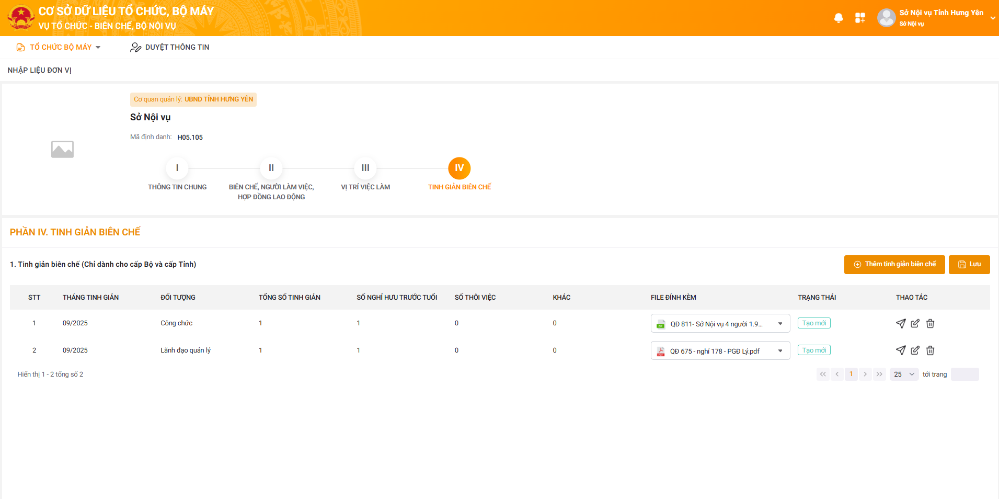 CƠ SỞ DỮ LIỆU TỔ CHỨC, BỘ MÁY
VỤ TỔ CHỨC - BIÊN CHẾ, BỘ NỘI VỤ
Sở Nội vụ Tỉnh Hưng Yên
Sở Nội vụ
TỔ CHỨC BỘ MÁY
DUYỆT THÔNG TIN
NHẬP LIỆU ĐƠN VỊ
Cơ quan quản lý: UBND TỈNH HƯNG YÊN
Sở Nội vụ
Mã định danh: H05.105
I II III IV
THÔNG TIN CHUNG
BIÊN CHẾ, NGƯỜI LÀM VIỆC,
HỢP ĐỒNG LAO ĐỘNG
VỊ TRÍ VIỆC LÀM
TINH GIẢN BIÊN CHẾ
PHẦN IV. TINH GIẢN BIÊN CHẾ
1. Tinh giản biên chế (Chỉ dành cho cấp Bộ và cấp Tỉnh)
Thêm tinh giản biên chế
Lưu
STT THÁNG TINH GIẢN ĐỐI TƯỢNG TỔNG SỐ TINH GIẢN SỐ NGHỈ HƯU TRƯỚC TUỔI SỐ THÔI VIỆC KHÁC FILE ĐÍNH KÈM TRẠNG THÁI THAO TÁC
1 09/2025 Công chức 1 1 0 0 QĐ 811- Sở Nội vụ 4 người 1.9... Tạo mới
2 09/2025 Lãnh đạo quản lý 1 1 0 0 QĐ 675 - nghỉ 178 - PGĐ Lý.pdf Tạo mới
Hiển thị 1 - 2 tổng số 2
1 25 tới trang